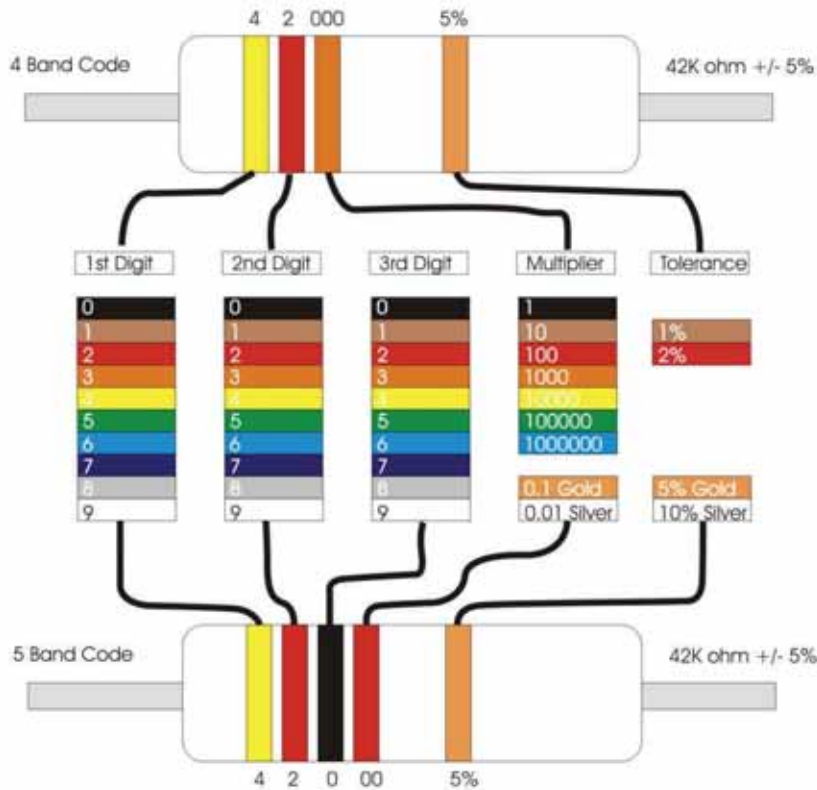 4 2 000 5%
4 Band Code 42K ohm +/- 5%
1st Digit 2nd Digit 3rd Digit Multiplier Tolerance
0 0 0 1
1 1 1 10 1%
2 2 2 100 2%
3 3 3 1000
4 4 4 10000
5 5 5 100000
6 6 6 1000000
7 7 7
8 8 8 0.1 Gold 5% Gold
9 9 9 0.01 Silver 10% Silver
5 Band Code 42K ohm +/- 5%
4 2 0 00 5%